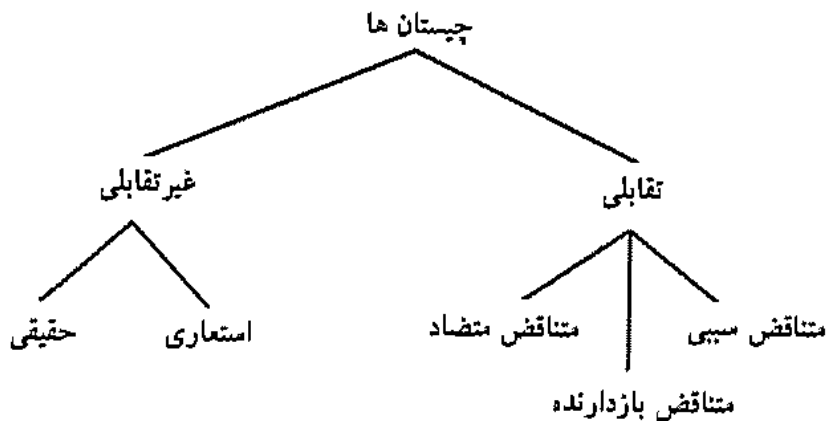 چیستان ها
تقابلی
غیرتقابلی
متناقض سببی
متناقض متضاد
استعاری
حقیقی
متناقض بازدارنده